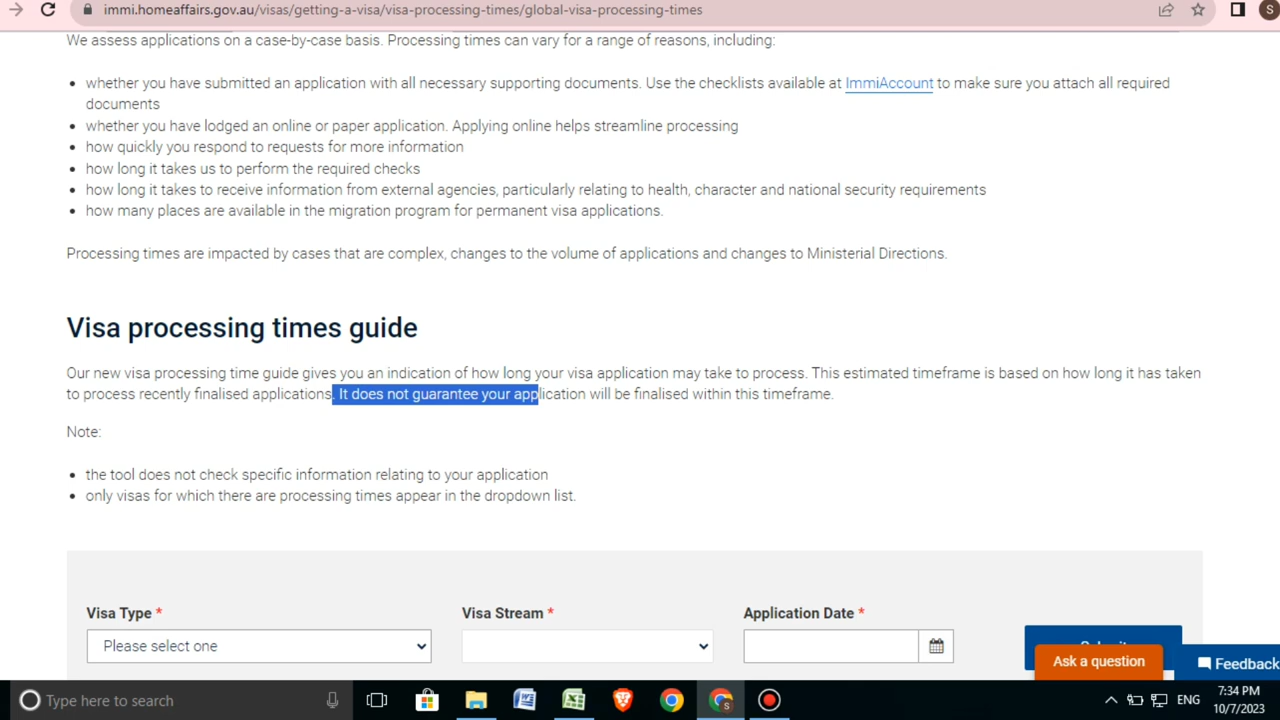 immi.homeaffairs.gov.au/visas/getting-a-visa/visa-processing-times/global-visa-processing-times
S
We assess applications on a case-by-case basis. Processing times can vary for a range of reasons, including:
• whether you have submitted an application with all necessary supporting documents. Use the checklists available at ImmiAccount to make sure you attach all required
documents
• whether you have lodged an online or paper application. Applying online helps streamline processing
• how quickly you respond to requests for more information
• how long it takes us to perform the required checks
• how long it takes to receive information from external agencies, particularly relating to health, character and national security requirements
• how many places are available in the migration program for permanent visa applications.
Processing times are impacted by cases that are complex, changes to the volume of applications and changes to Ministerial Directions.
Visa processing times guide
Our new visa processing time guide gives you an indication of how long your visa application may take to process. This estimated timeframe is based on how long it has taken
to process recently finalised applications. It does not guarantee your application will be finalised within this timeframe.
Note:
• the tool does not check specific information relating to your application
• only visas for which there are processing times appear in the dropdown list.
Visa Type * Visa Stream * Application Date *
Please select one
Submit
Ask a question Feedback
Type here to search
ENG 7:34 PM
10/7/2023